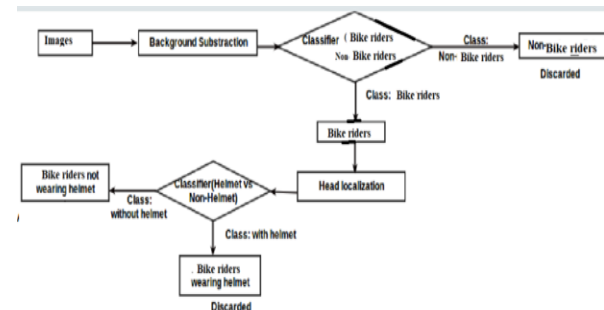 Images
Background Substraction
Classifier ( Bike riders
Non- Bike riders
Class:
Non- Bike riders
Non-Bike riders
Discarded
Class: Bike riders
Bike riders
Head localization
Classifier(Helmet vs
Non-Helmet)
Class:
without helmet
Bike riders not
wearing helmet
Class: with helmet
. Bike riders
wearing helmet
Discarded